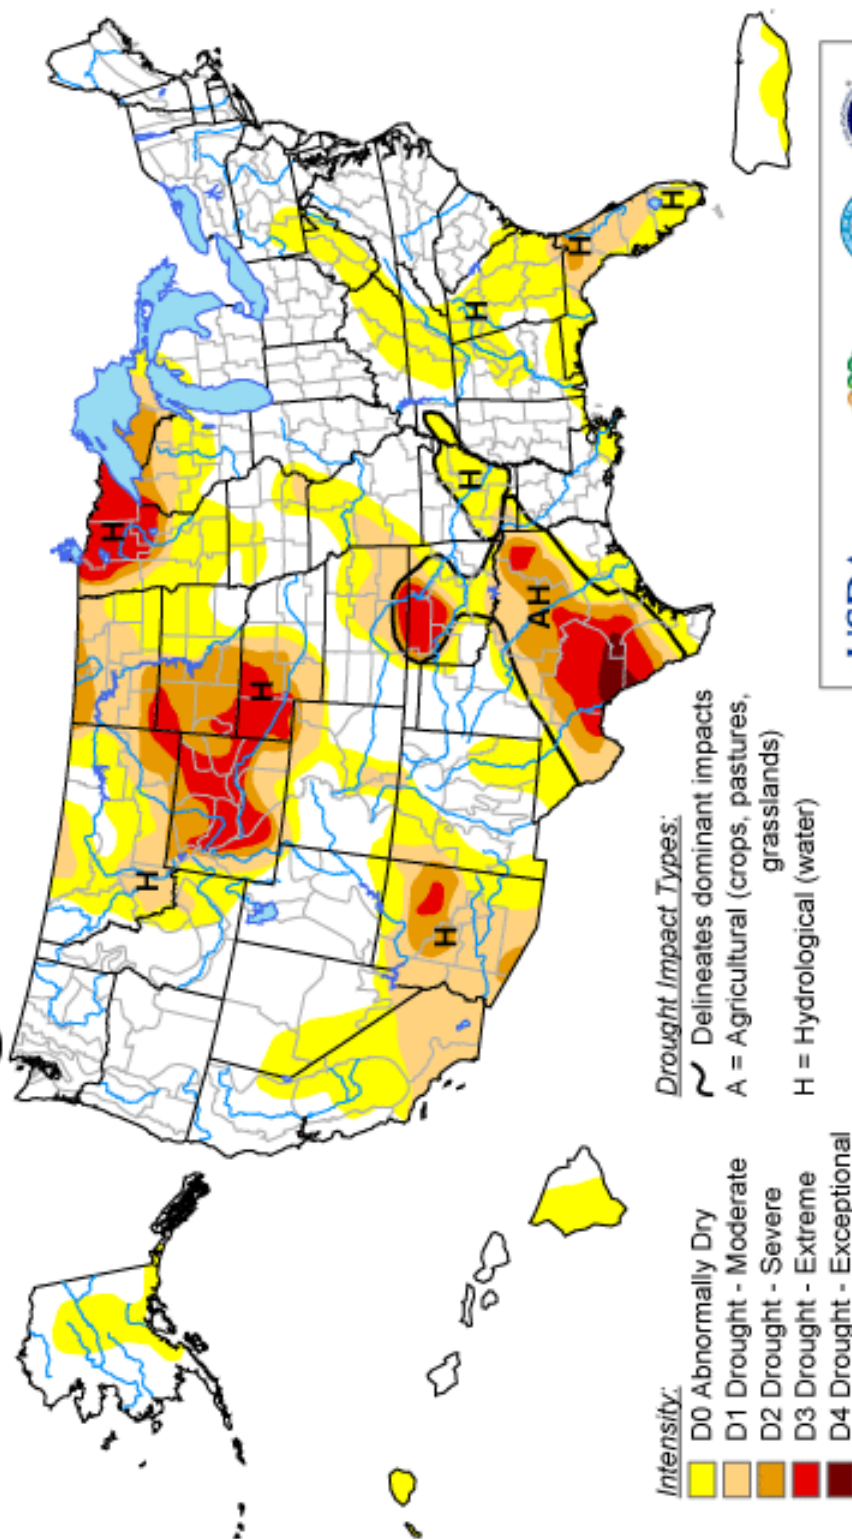 H
H
H
H
H
H
H
H
AH
H
Intensity:
D0 Abnormally Dry
D1 Drought - Moderate
D2 Drought - Severe
D3 Drought - Extreme
D4 Drought - Exceptional
Drought Impact Types:
Delineates dominant impacts
A = Agricultural (crops, pastures,
grasslands)
H = Hydrological (water)
USDA